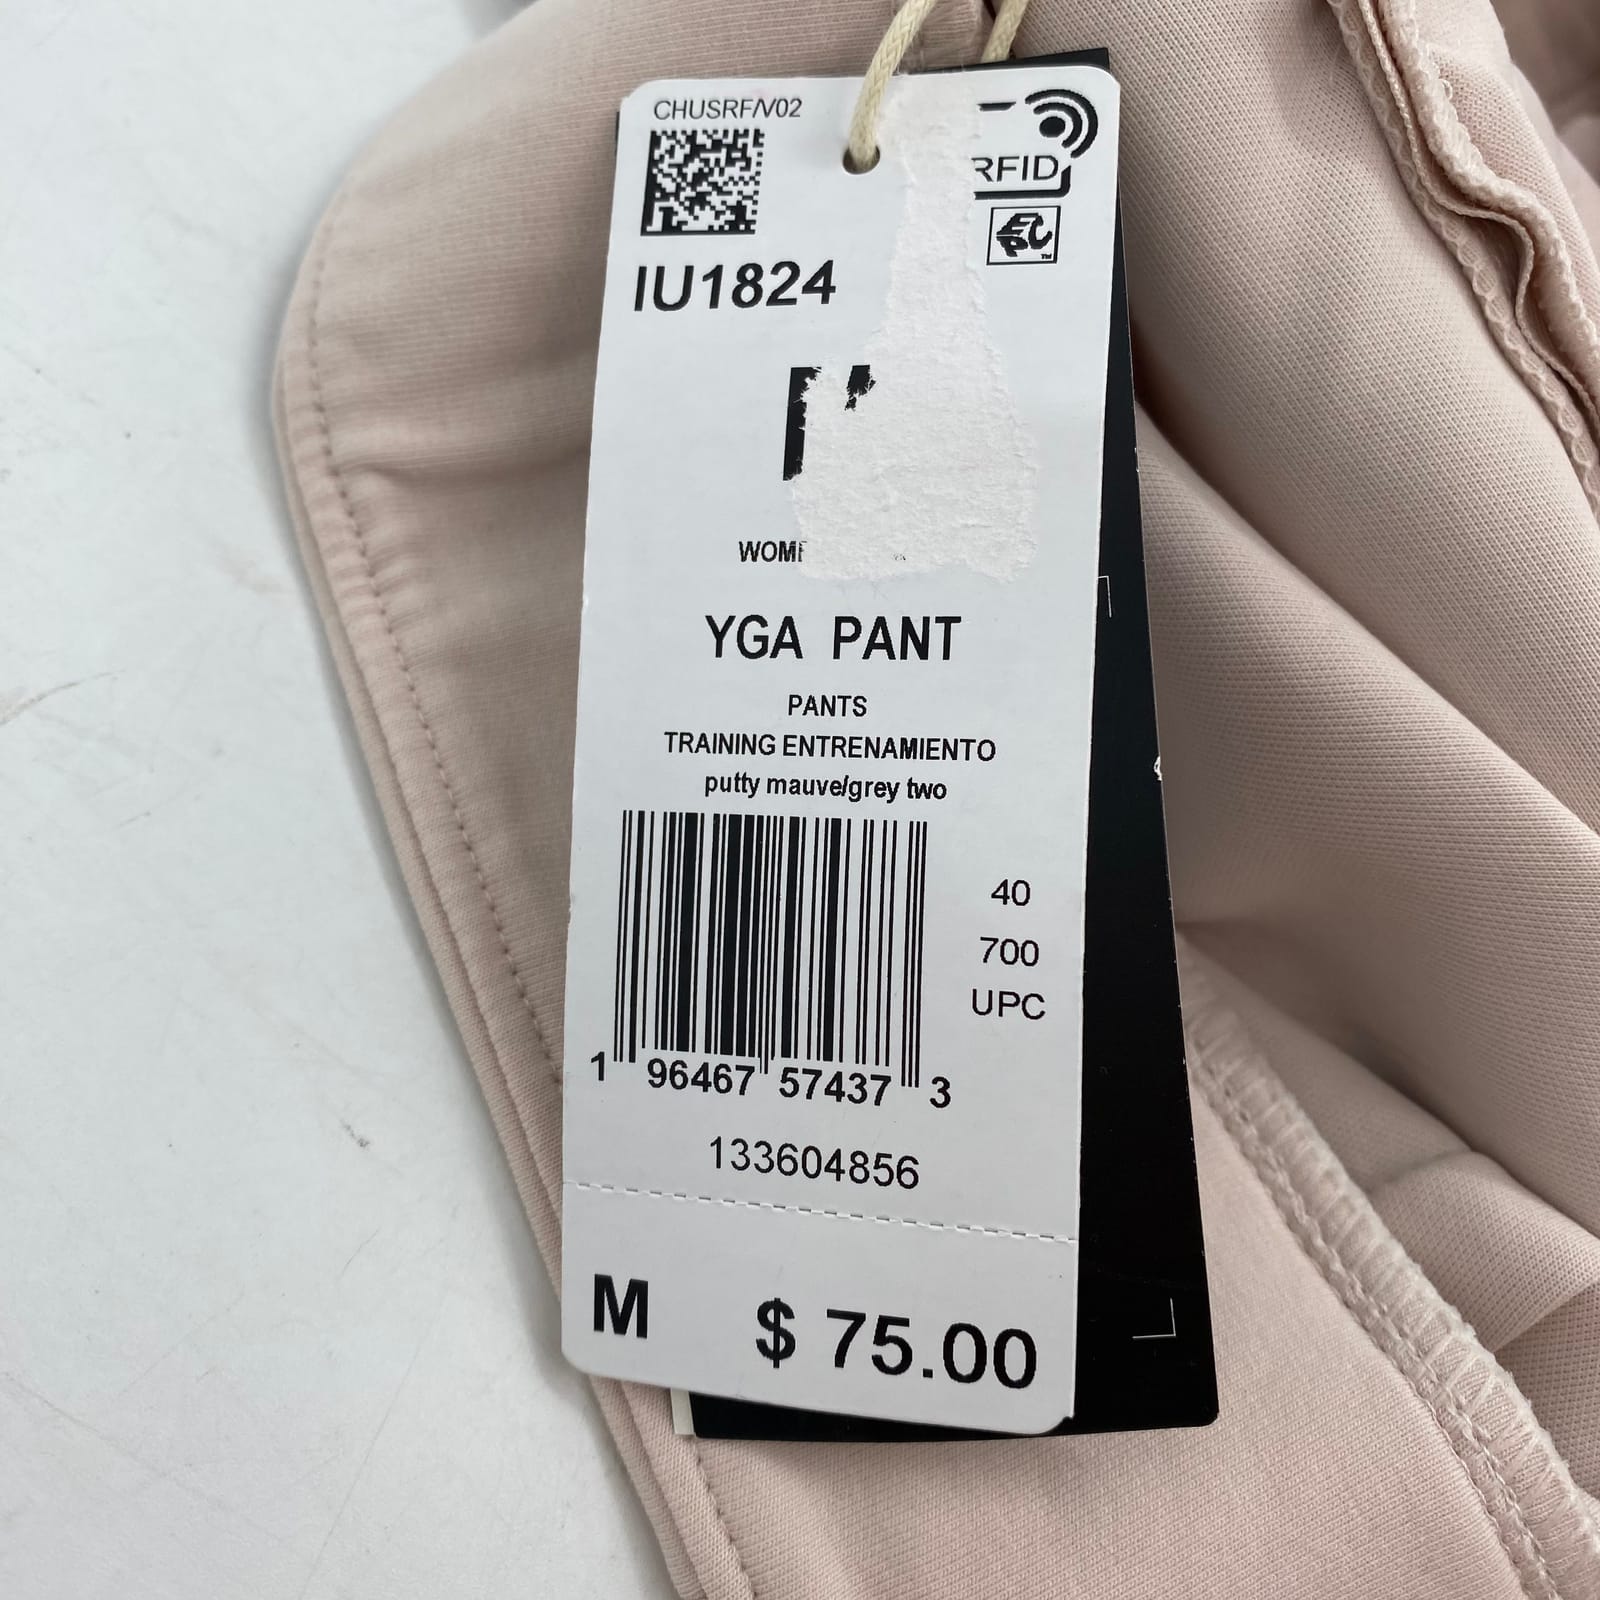 CHUSRF/V02
RFID
IU1824
YGA PANT
PANTS
TRAINING ENTRENAMIENTO
putty mauve/grey two
40
700
UPC
1 96467 57437 3
133604856
M $ 75.00